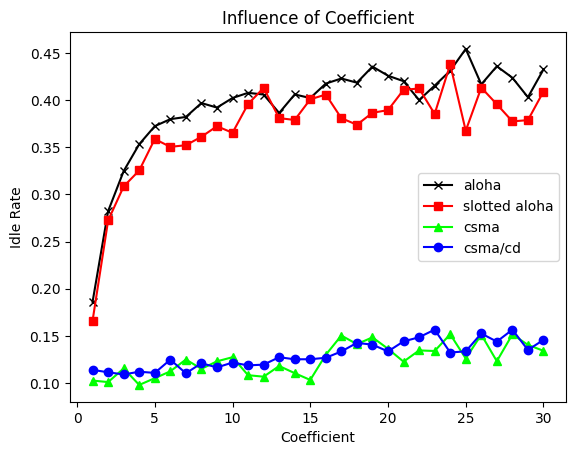 Influence of Coefficient
0.45
0.40
0.35
0.30
0.25
0.20
0.15
0.10
Idle Rate
aloha
slotted aloha
csma
csma/cd
0 5 10 15 20 25 30
Coefficient